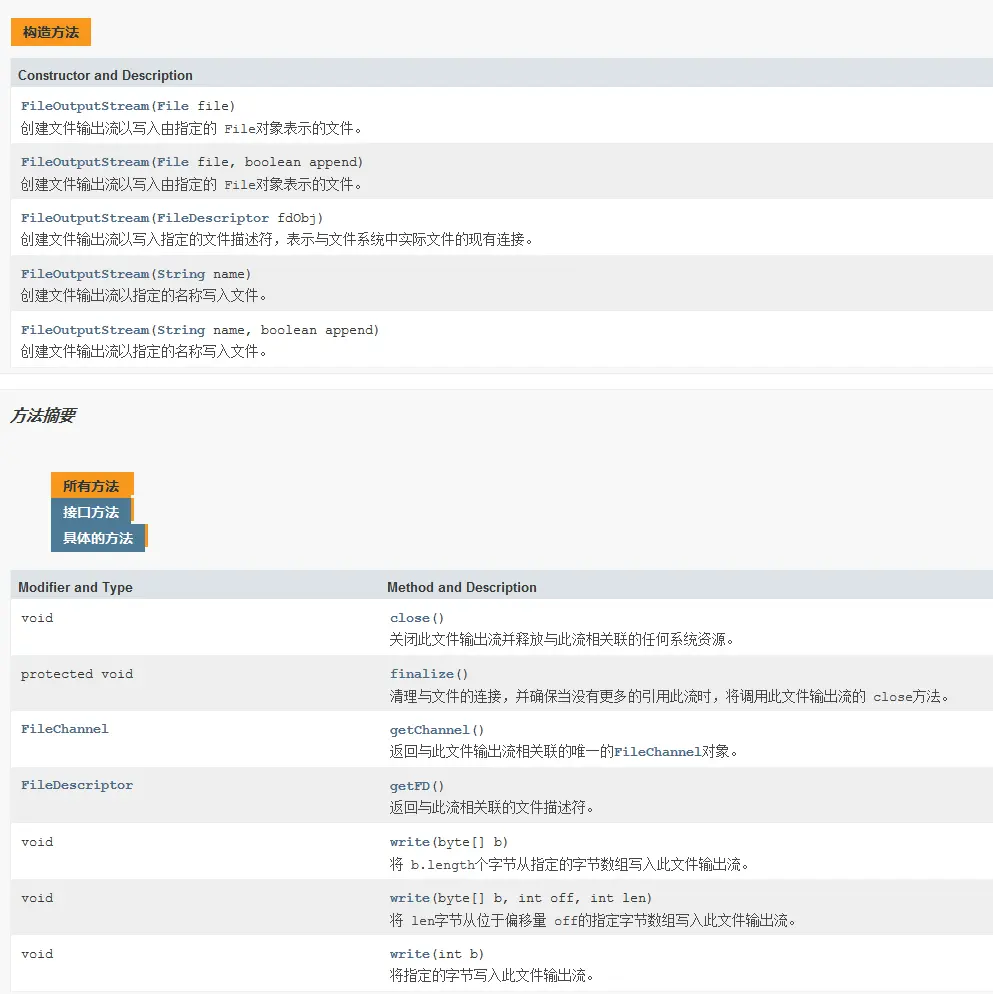 构造方法
Constructor and Description
FileOutputStream(File file)
创建文件输出流以写入由指定的 File对象表示的文件。
FileOutputStream(File file, boolean append)
创建文件输出流以写入由指定的 File对象表示的文件。
FileOutputStream(FileDescriptor fdObj)
创建文件输出流以写入指定的文件描述符，表示与文件系统中实际文件的现有连接。
FileOutputStream(String name)
创建文件输出流以指定的名称写入文件。
FileOutputStream(String name, boolean append)
创建文件输出流以指定的名称写入文件。
方法摘要
所有方法
接口方法
具体的方法
Modifier and Type Method and Description
void close()
关闭此文件输出流并释放与此流相关联的任何系统资源。
protected void finalize()
清理与文件的连接，并确保当没有更多的引用此流时，将调用此文件输出流的 close方法。
FileChannel getChannel()
返回与此文件输出流相关联的唯一的FileChannel对象。
FileDescriptor getFD()
返回与此流相关联的文件描述符。
void write(byte[] b)
将 b.length个字节从指定的字节数组写入此文件输出流。
void write(byte[] b, int off, int len)
将 len字节从位于偏移量 off的指定字节数组写入此文件输出流。
void write(int b)
将指定的字节写入此文件输出流。